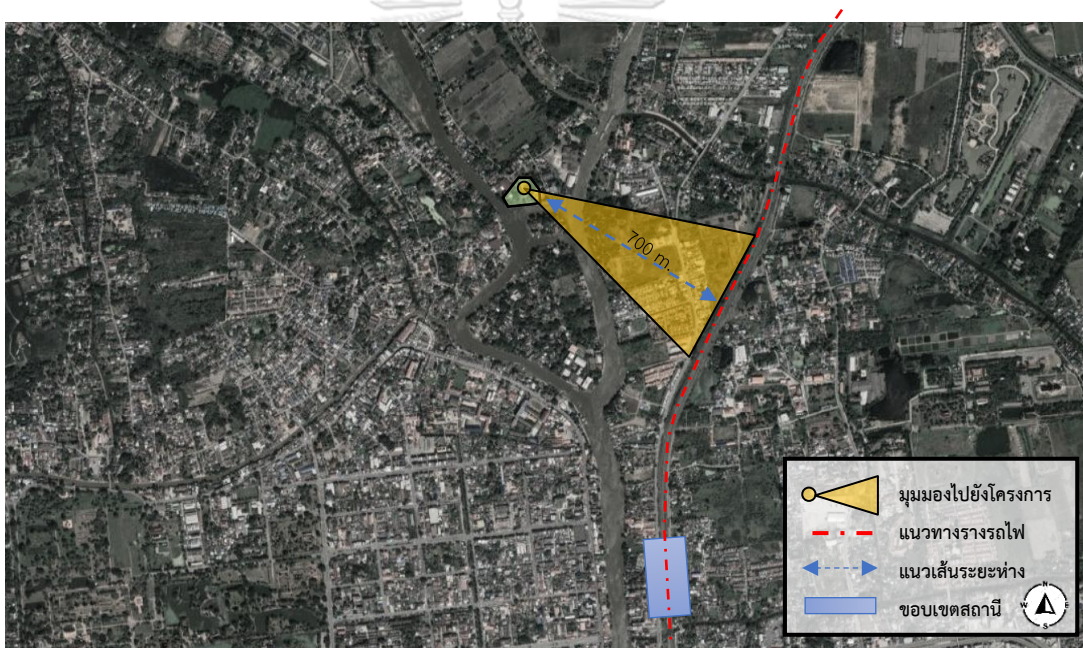 700 m.
มุมมองไปยังโครงการ
แนวทางรางรถไฟ
แนวเส้นระยะห่าง
ขอบเขตสถานี
N
W E
S